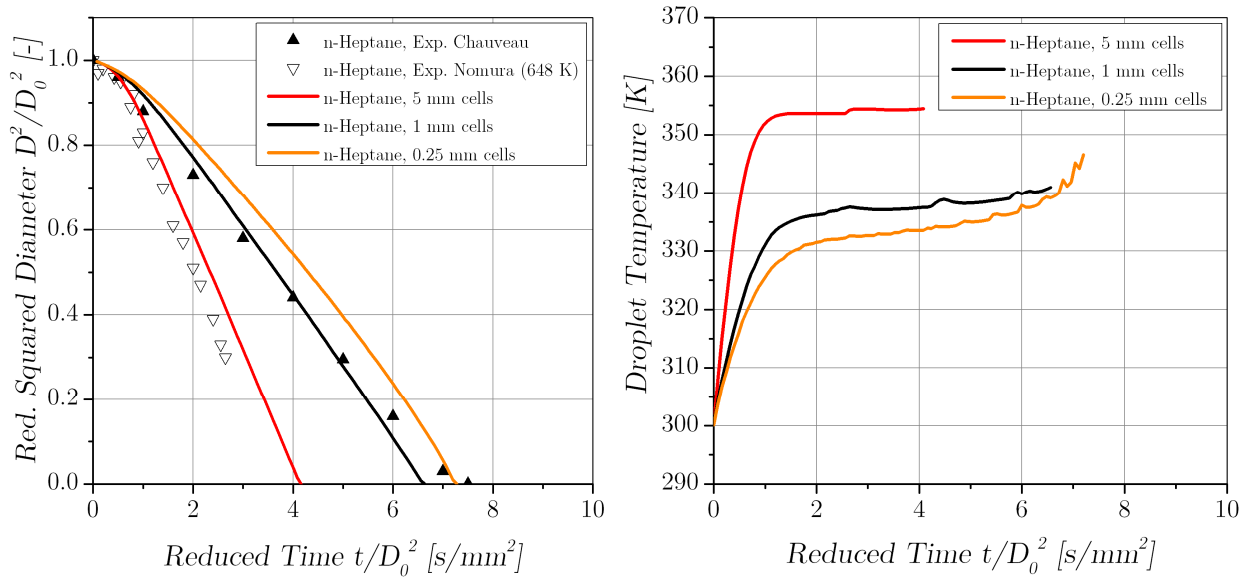 Red. Squared Diameter D²/D₀² [-]
1.0
0.8
0.6
0.4
0.2
0.0
n-Heptane, Exp. Chauveau
n-Heptane, Exp. Nomura (648 K)
n-Heptane, 5 mm cells
n-Heptane, 1 mm cells
n-Heptane, 0.25 mm cells
0 2 4 6 8 10
Reduced Time t/D₀² [s/mm²]
Droplet Temperature [K]
370
360
350
340
330
320
310
300
290
n-Heptane, 5 mm cells
n-Heptane, 1 mm cells
n-Heptane, 0.25 mm cells
0 2 4 6 8 10
Reduced Time t/D₀² [s/mm²]